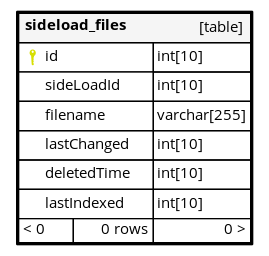 sideload_files [table]
id int[10]
sideLoadId int[10]
filename varchar[255]
lastChanged int[10]
deletedTime int[10]
lastIndexed int[10]
< 0 0 rows 0 >